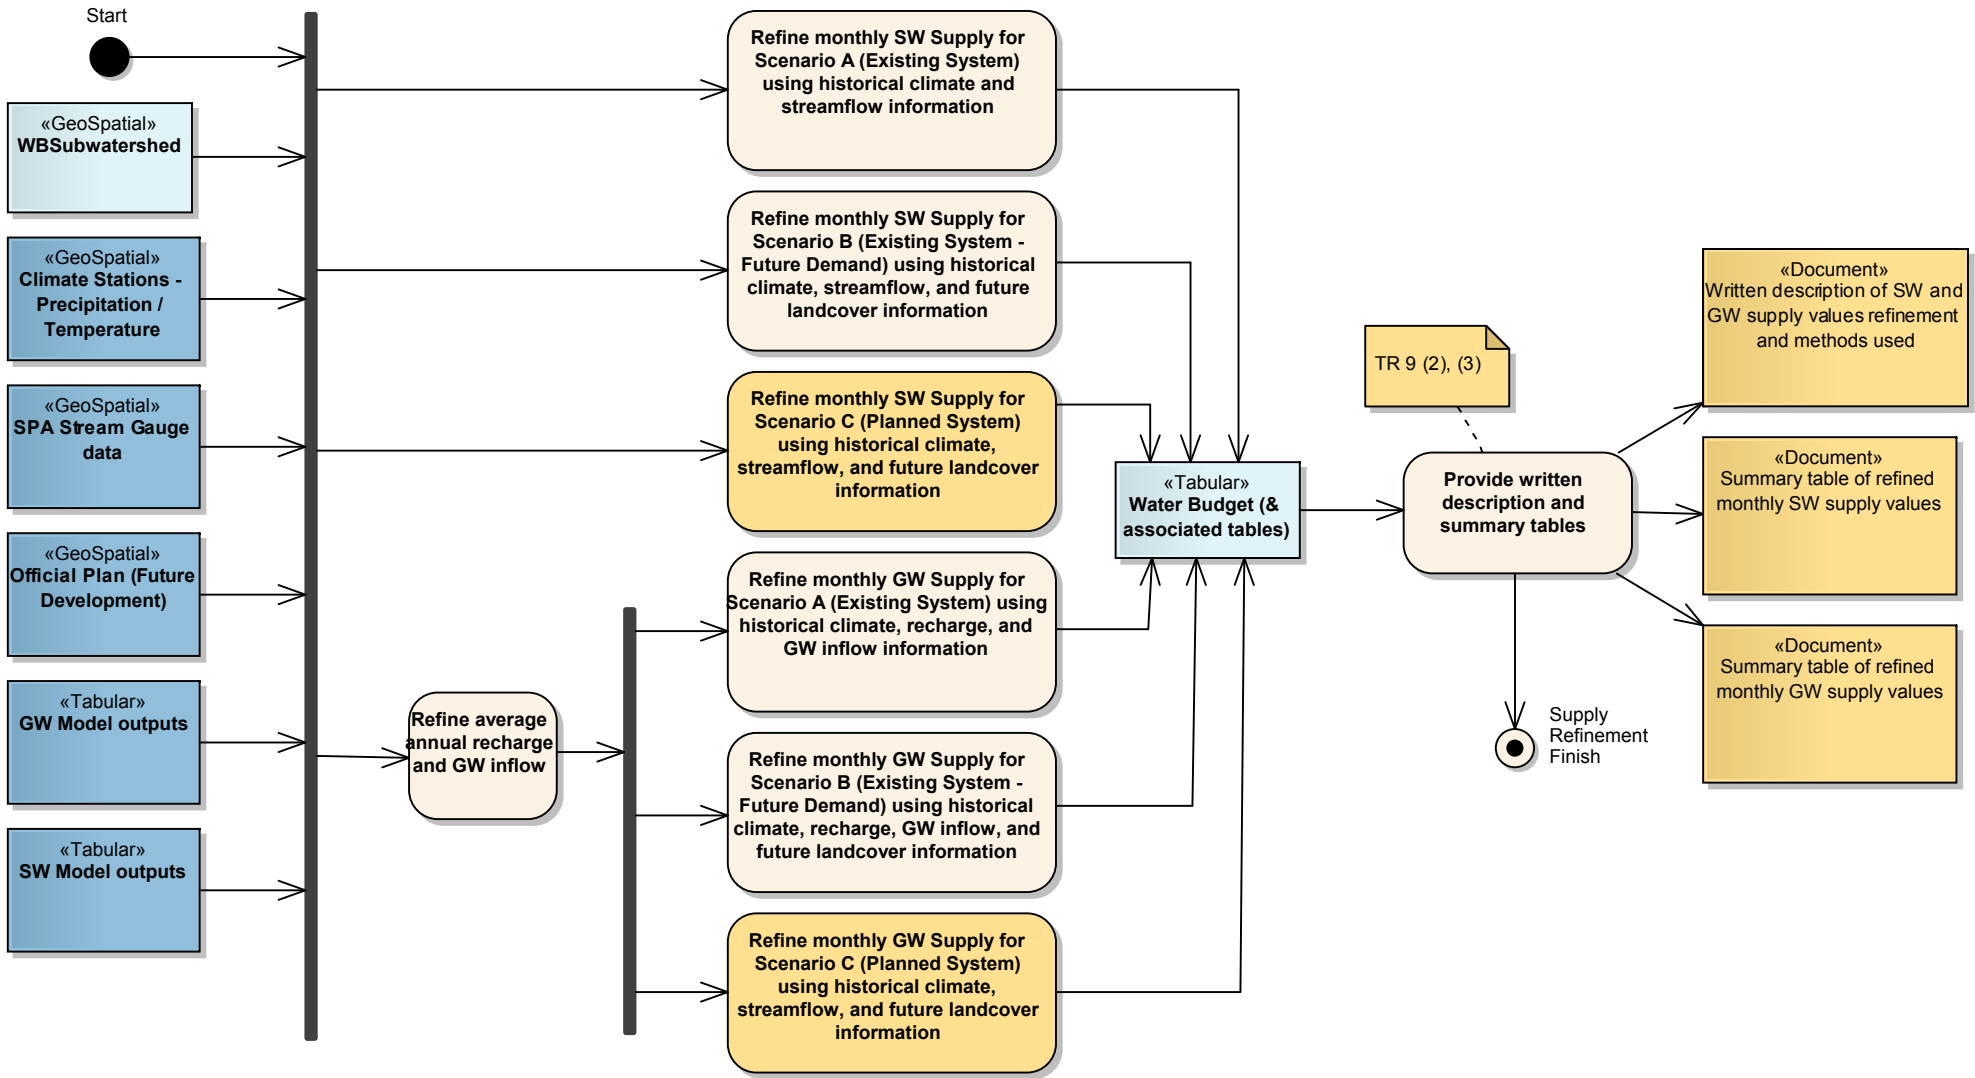 Start
«GeoSpatial»
WBSubwatershed
«GeoSpatial»
Climate Stations -
Precipitation /
Temperature
«GeoSpatial»
SPA Stream Gauge
data
«GeoSpatial»
Official Plan (Future
Development)
«Tabular»
GW Model outputs
«Tabular»
SW Model outputs
Refine average
annual recharge
and GW inflow
Refine monthly SW Supply for
Scenario A (Existing System)
using historical climate and
streamflow information
Refine monthly SW Supply for
Scenario B (Existing System -
Future Demand) using historical
climate, streamflow, and future
landcover information
Refine monthly SW Supply for
Scenario C (Planned System)
using historical climate,
streamflow, and future landcover
information
Refine monthly GW Supply for
Scenario A (Existing System) using
historical climate, recharge, and
GW inflow information
Refine monthly GW Supply for
Scenario B (Existing System -
Future Demand) using historical
climate, recharge, GW inflow, and
future landcover information
Refine monthly GW Supply for
Scenario C (Planned System)
using historical climate,
streamflow, and future landcover
information
«Tabular»
Water Budget (&
associated tables)
TR 9 (2), (3)
Provide written
description and
summary tables
Supply
Refinement
Finish
«Document»
Written description of SW and
GW supply values refinement
and methods used
«Document»
Summary table of refined
monthly SW supply values
«Document»
Summary table of refined
monthly GW supply values